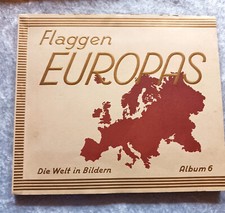 Flaggen
EUROPAS
Die Welt in Bildern
Album 6